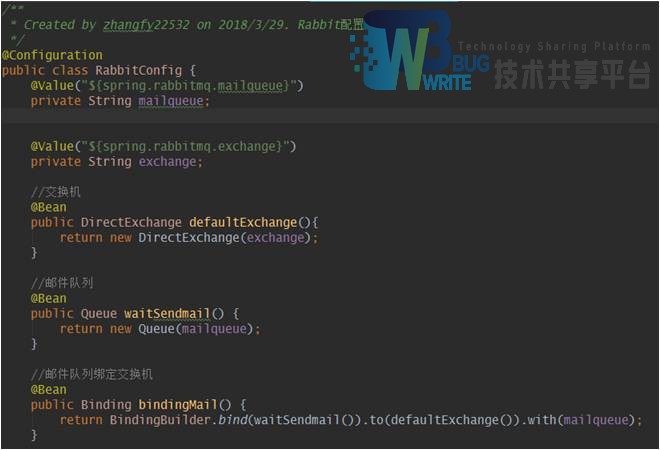 /**
 * Created by zhangfy22532 on 2018/3/29. Rabbit配置
 */
@Configuration
public class RabbitConfig {
    @Value("${spring.rabbitmq.mailqueue}")
    private String mailqueue;

    @Value("${spring.rabbitmq.exchange}")
    private String exchange;

    //交换机
    @Bean
    public DirectExchange defaultExchange(){
        return new DirectExchange(exchange);
    }

    //邮件队列
    @Bean
    public Queue waitSendmail() {
        return new Queue(mailqueue);
    }

    //邮件队列绑定交换机
    @Bean
    public Binding bindingMail() {
        return BindingBuilder.bind(waitSendmail()).to(defaultExchange()).with(mailqueue);
    }
Technology Sharing Platform
W3
BUG
WRITE
技术共享平台